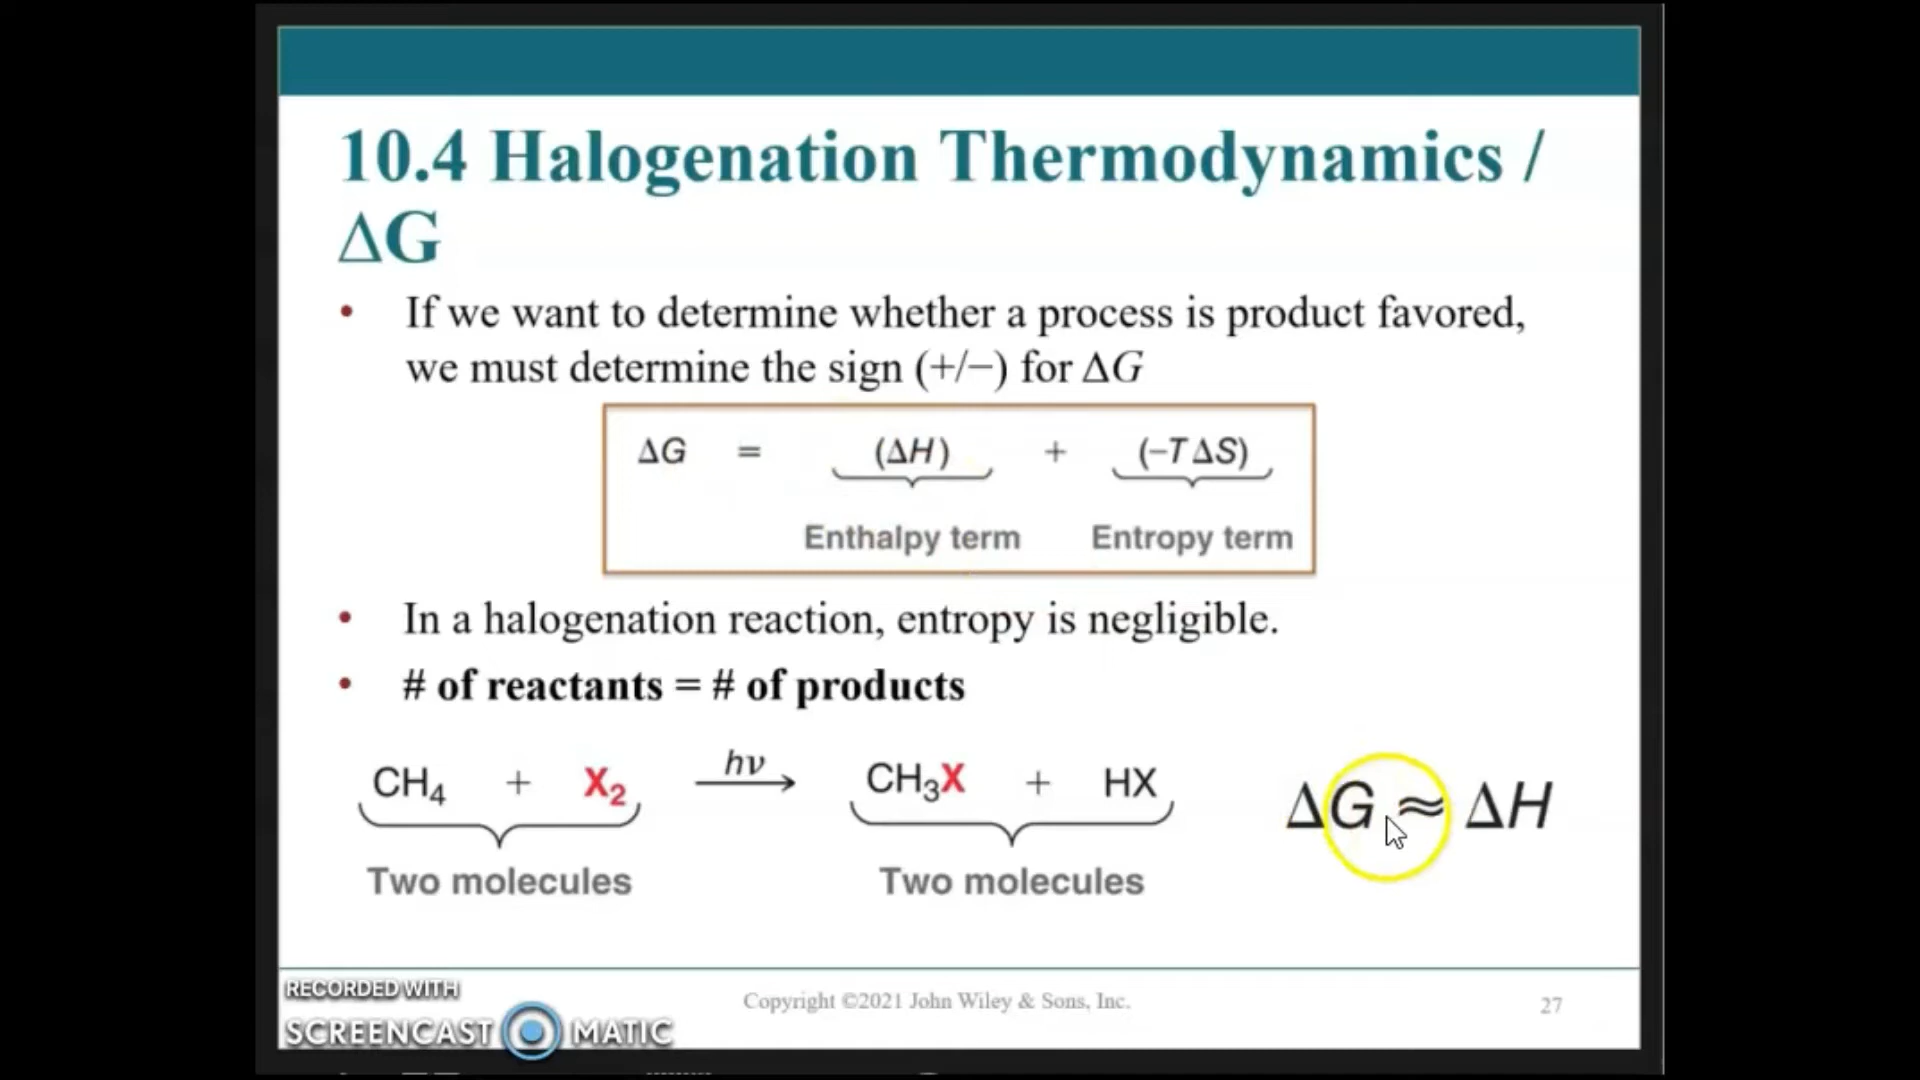 10.4 Halogenation Thermodynamics /
ΔG
• If we want to determine whether a process is product favored,
we must determine the sign (+/−) for ΔG
ΔG = (ΔH) + (−TΔS)
Enthalpy term Entropy term
• In a halogenation reaction, entropy is negligible.
• # of reactants = # of products
CH₄ + X₂ hν → CH₃X + HX
ΔG ≈ ΔH
Two molecules Two molecules
RECORDED WITH
SCREENCAST MATIC
Copyright ©2021 John Wiley & Sons, Inc.
27